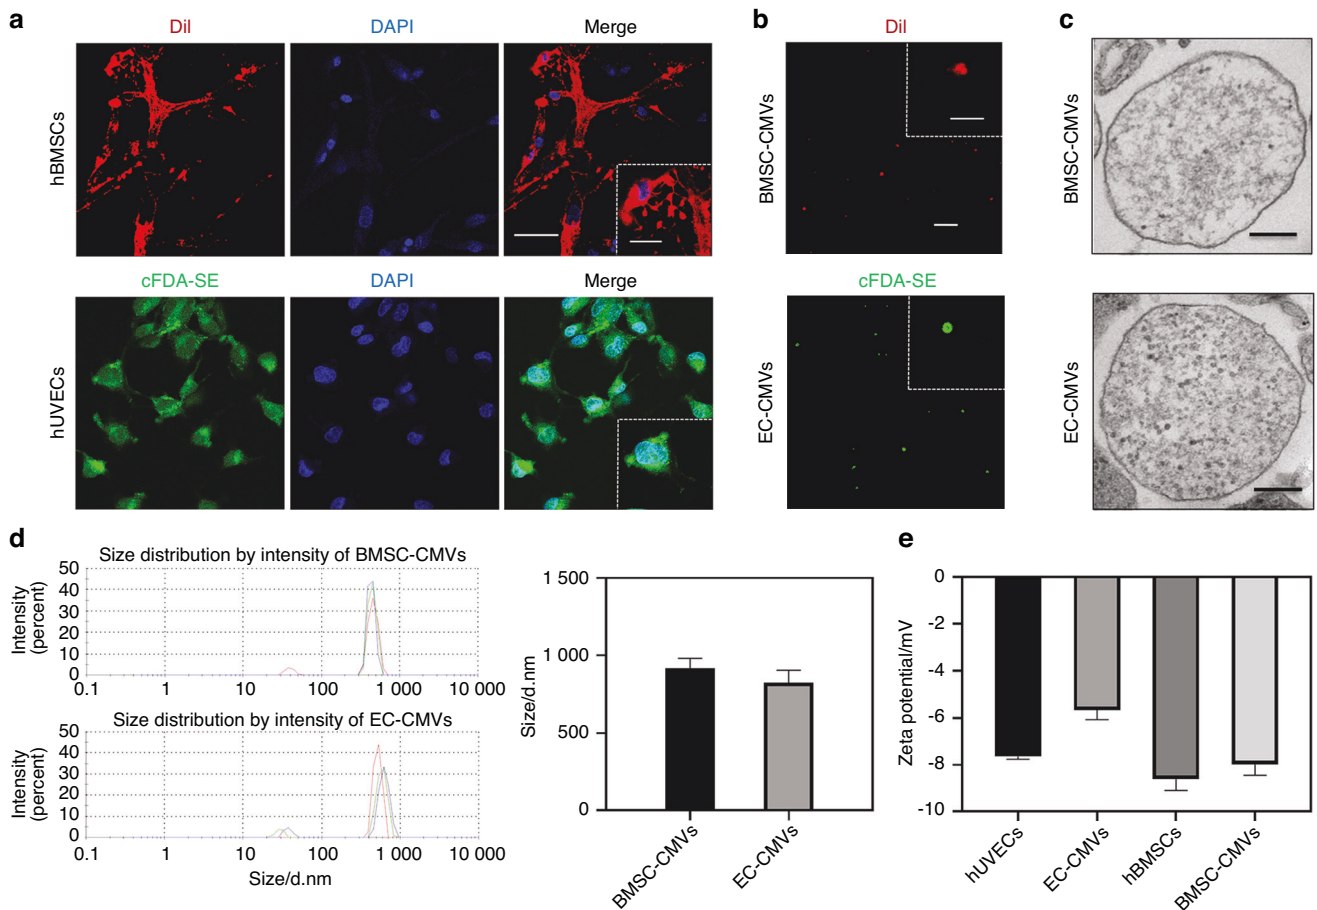 a
DiI
DAPI
Merge
hBMSCs
cFDA-SE
DAPI
Merge
hUVECs
b
DiI
BMSC-CMVs
cFDA-SE
EC-CMVs
c
BMSC-CMVs
EC-CMVs
d
Size distribution by intensity of BMSC-CMVs
Intensity
(percent)
50
40
30
20
10
0
0.1 1 10 100 1 000 10 000
Size distribution by intensity of EC-CMVs
Intensity
(percent)
50
40
30
20
10
0
0.1 1 10 100 1 000 10 000
Size/d.nm
Size/d.nm
1 500
1 000
500
0
BMSC-CMVs
EC-CMVs
e
Zeta potential/mV
0
-2
-4
-6
-8
-10
hUVECs
EC-CMVs
hBMSCs
BMSC-CMVs